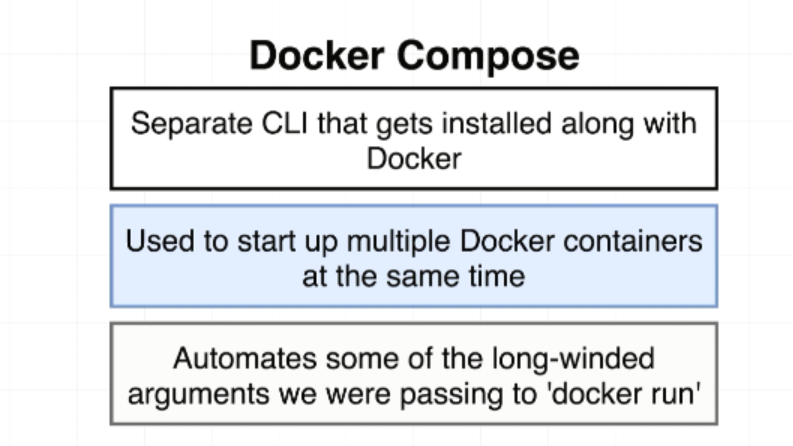 Docker Compose
Separate CLI that gets installed along with
Docker
Used to start up multiple Docker containers
at the same time
Automates some of the long-winded
arguments we were passing to 'docker run'